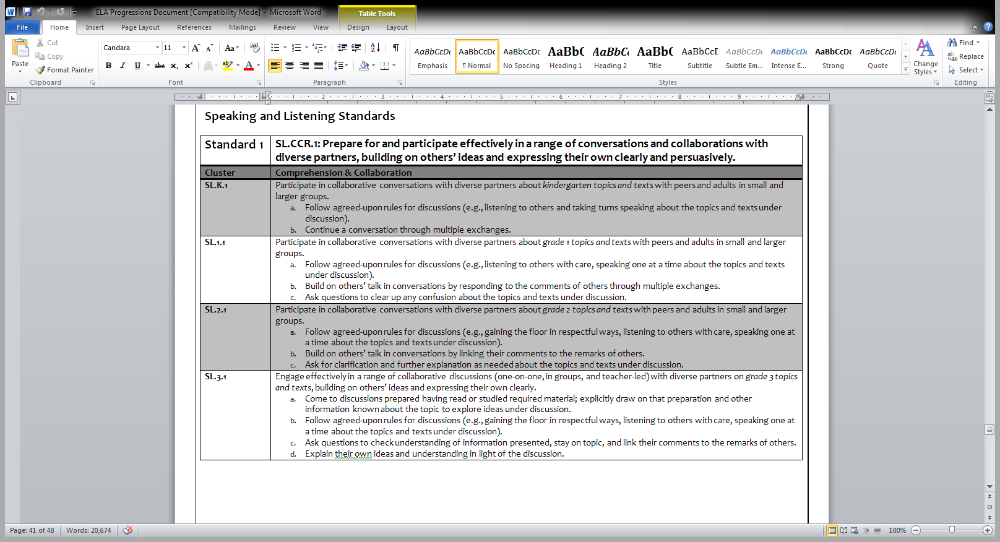 ELA Progressions Document [Compatibility Mode] - Microsoft Word
Table Tools
File Home Insert Page Layout References Mailings Review View Design Layout
Paste
Cut
Copy
Format Painter
Clipboard
Candara 11
Font
Paragraph
AaBbCcDc AaBbCcDc AaBbCcDc AaBbC AaBbC AaBb( AaBbCcI AaBbCcDc AaBbCcDc AaBbCcDc AaBbCcDc
Emphasis ¶ Normal No Spacing Heading 1 Heading 2 Title Subtitle Subtle Em... Intense E... Strong Quote
Styles
Change
Styles
Find
Replace
Select
Editing
2 3 4 5 6 7 8 9
Speaking and Listening Standards
Standard 1
SL.CCR.1: Prepare for and participate effectively in a range of conversations and collaborations with
diverse partners, building on others’ ideas and expressing their own clearly and persuasively.
Cluster Comprehension & Collaboration
SL.K.1
Participate in collaborative conversations with diverse partners about kindergarten topics and texts with peers and adults in small and
larger groups.
a. Follow agreed-upon rules for discussions (e.g., listening to others and taking turns speaking about the topics and texts under
discussion).
b. Continue a conversation through multiple exchanges.
SL.1.1
Participate in collaborative conversations with diverse partners about grade 1 topics and texts with peers and adults in small and larger
groups.
a. Follow agreed-upon rules for discussions (e.g., listening to others with care, speaking one at a time about the topics and texts
under discussion).
b. Build on others’ talk in conversations by responding to the comments of others through multiple exchanges.
c. Ask questions to clear up any confusion about the topics and texts under discussion.
SL.2.1
Participate in collaborative conversations with diverse partners about grade 2 topics and texts with peers and adults in small and larger
groups.
a. Follow agreed-upon rules for discussions (e.g., gaining the floor in respectful ways, listening to others with care, speaking one at
a time about the topics and texts under discussion).
b. Build on others’ talk in conversations by linking their comments to the remarks of others.
c. Ask for clarification and further explanation as needed about the topics and texts under discussion.
SL.3.1
Engage effectively in a range of collaborative discussions (one-on-one, in groups, and teacher-led) with diverse partners on grade 3 topics
and texts, building on others’ ideas and expressing their own clearly.
a. Come to discussions prepared having read or studied required material; explicitly draw on that preparation and other
information known about the topic to explore ideas under discussion.
b. Follow agreed-upon rules for discussions (e.g., gaining the floor in respectful ways, listening to others with care, speaking one at
a time about the topics and texts under discussion).
c. Ask questions to check understanding of information presented, stay on topic, and link their comments to the remarks of others.
d. Explain their own ideas and understanding in light of the discussion.
Page: 41 of 48 Words: 20,674 100%